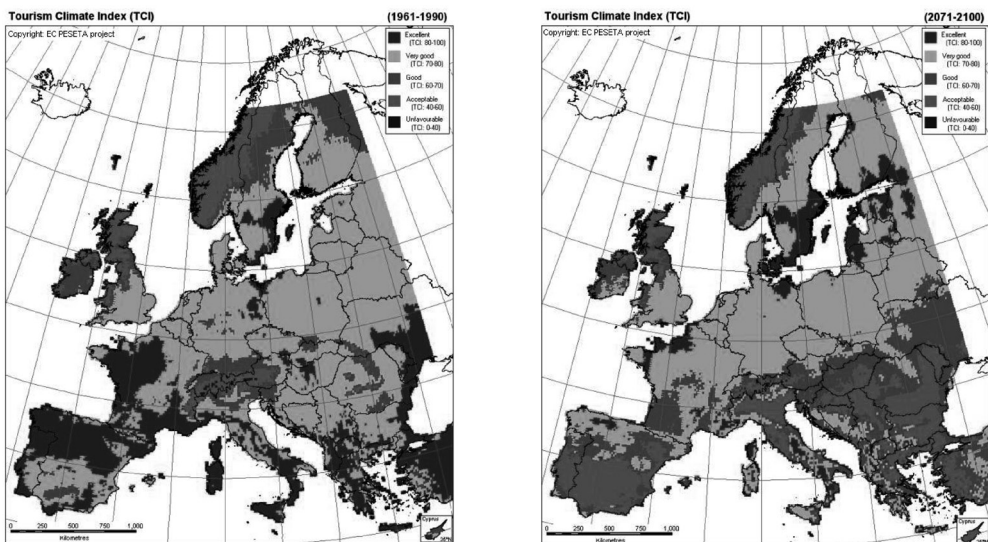 Tourism Climate Index (TCI) (1961-1990)
Copyright: EC PESETA project
Excellent
(TCI: 80-100)
Very good
(TCI: 70-80)
Good
(TCI: 60-70)
Acceptable
(TCI: 40-60)
Unfavourable
(TCI: 0-40)
0 250 500 750 1,000
Kilometres
Cyprus
Tourism Climate Index (TCI) (2071-2100)
Copyright: EC PESETA project
Excellent
(TCI: 80-100)
Very good
(TCI: 70-80)
Good
(TCI: 60-70)
Acceptable
(TCI: 40-60)
Unfavourable
(TCI: 0-40)
0 250 500 750 1,000
Kilometres
Cyprus